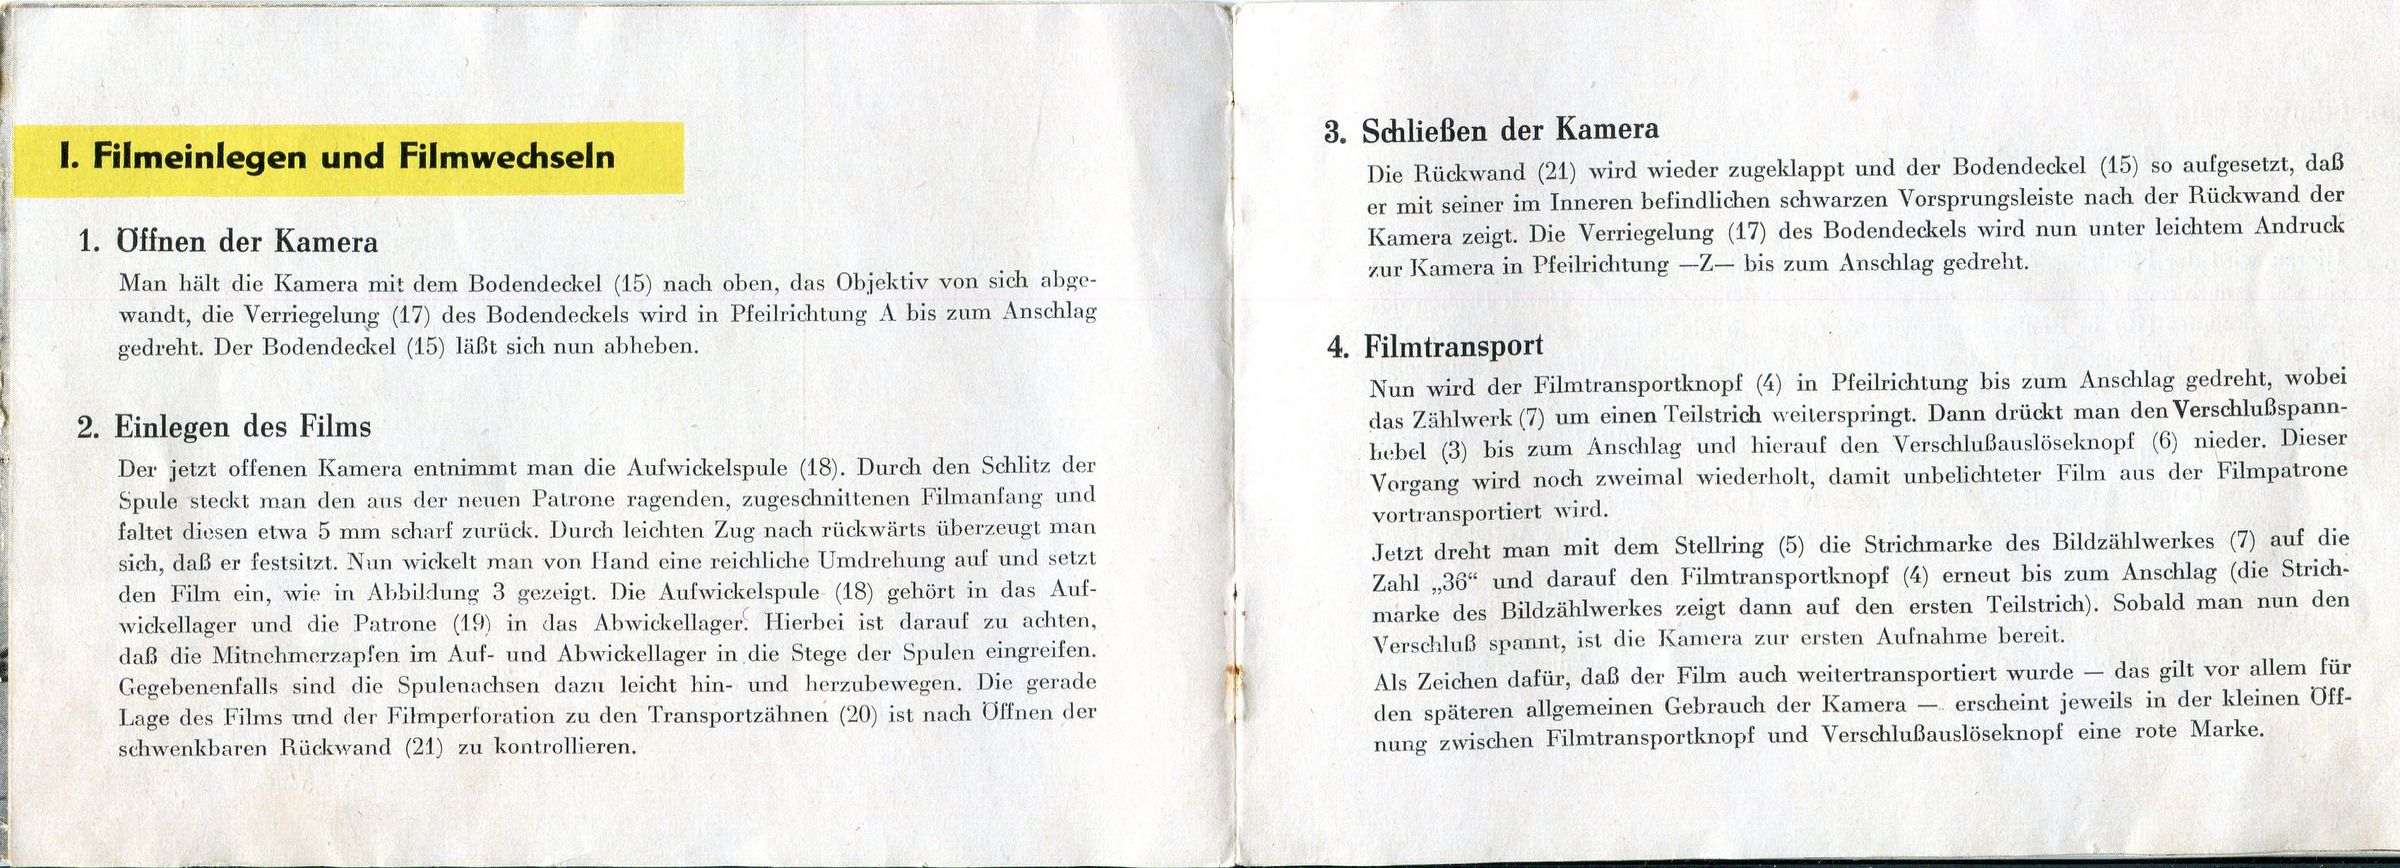 I. Filmeinlegen und Filmwechseln
1. Öffnen der Kamera
Man hält die Kamera mit dem Bodendeckel (15) nach oben, das Objektiv von sich abge-
wandt, die Verriegelung (17) des Bodendeckels wird in Pfeilrichtung A bis zum Anschlag
gedreht. Der Bodendeckel (15) läßt sich nun abheben.
2. Einlegen des Films
Der jetzt offenen Kamera entnimmt man die Aufwickelspule (18). Durch den Schlitz der
Spule steckt man den aus der neuen Patrone ragenden, zugeschnittenen Filmanfang und
faltet diesen etwa 5 mm scharf zurück. Durch leichten Zug nach rückwärts überzeugt man
sich, daß er festsitzt. Nun wickelt man von Hand eine reichliche Umdrehung auf und setzt
den Film ein, wie in Abbildung 3 gezeigt. Die Aufwickelspule (18) gehört in das Auf-
wickellager und die Patrone (19) in das Abwickellager. Hierbei ist darauf zu achten,
daß die Mitnehmerzapfen im Auf- und Abwickellager in die Stege der Spulen eingreifen.
Gegebenenfalls sind die Spulenachsen dazu leicht hin- und herzubewegen. Die gerade
Lage des Films und der Filmperforation zu den Transportzähnen (20) ist nach Öffnen der
schwenkbaren Rückwand (21) zu kontrollieren.
3. Schließen der Kamera
Die Rückwand (21) wird wieder zugeklappt und der Bodendeckel (15) so aufgesetzt, daß
er mit seiner im Inneren befindlichen schwarzen Vorsprungsleiste nach der Rückwand der
Kamera zeigt. Die Verriegelung (17) des Bodendeckels wird nun unter leichtem Andruck
zur Kamera in Pfeilrichtung —Z— bis zum Anschlag gedreht.
4. Filmtransport
Nun wird der Filmtransportknopf (4) in Pfeilrichtung bis zum Anschlag gedreht, wobei
das Zählwerk (7) um einen Teilstrich weiterspringt. Dann drückt man den Verschlußspann-
hebel (3) bis zum Anschlag und hierauf den Verschlußauslöseknopf (6) nieder. Dieser
Vorgang wird noch zweimal wiederholt, damit unbelichteter Film aus der Filmpatrone
vortransportiert wird.
Jetzt dreht man mit dem Stellring (5) die Strichmarke des Bildzählwerkes (7) auf die
Zahl „36“ und darauf den Filmtransportknopf (4) erneut bis zum Anschlag (die Strich-
marke des Bildzählwerkes zeigt dann auf den ersten Teilstrich). Sobald man nun den
Verschluß spannt, ist die Kamera zur ersten Aufnahme bereit.
Als Zeichen dafür, daß der Film auch weitertransportiert wurde — das gilt vor allem für
den späteren allgemeinen Gebrauch der Kamera — erscheint jeweils in der kleinen Öff-
nung zwischen Filmtransportknopf und Verschlußauslöseknopf eine rote Marke.